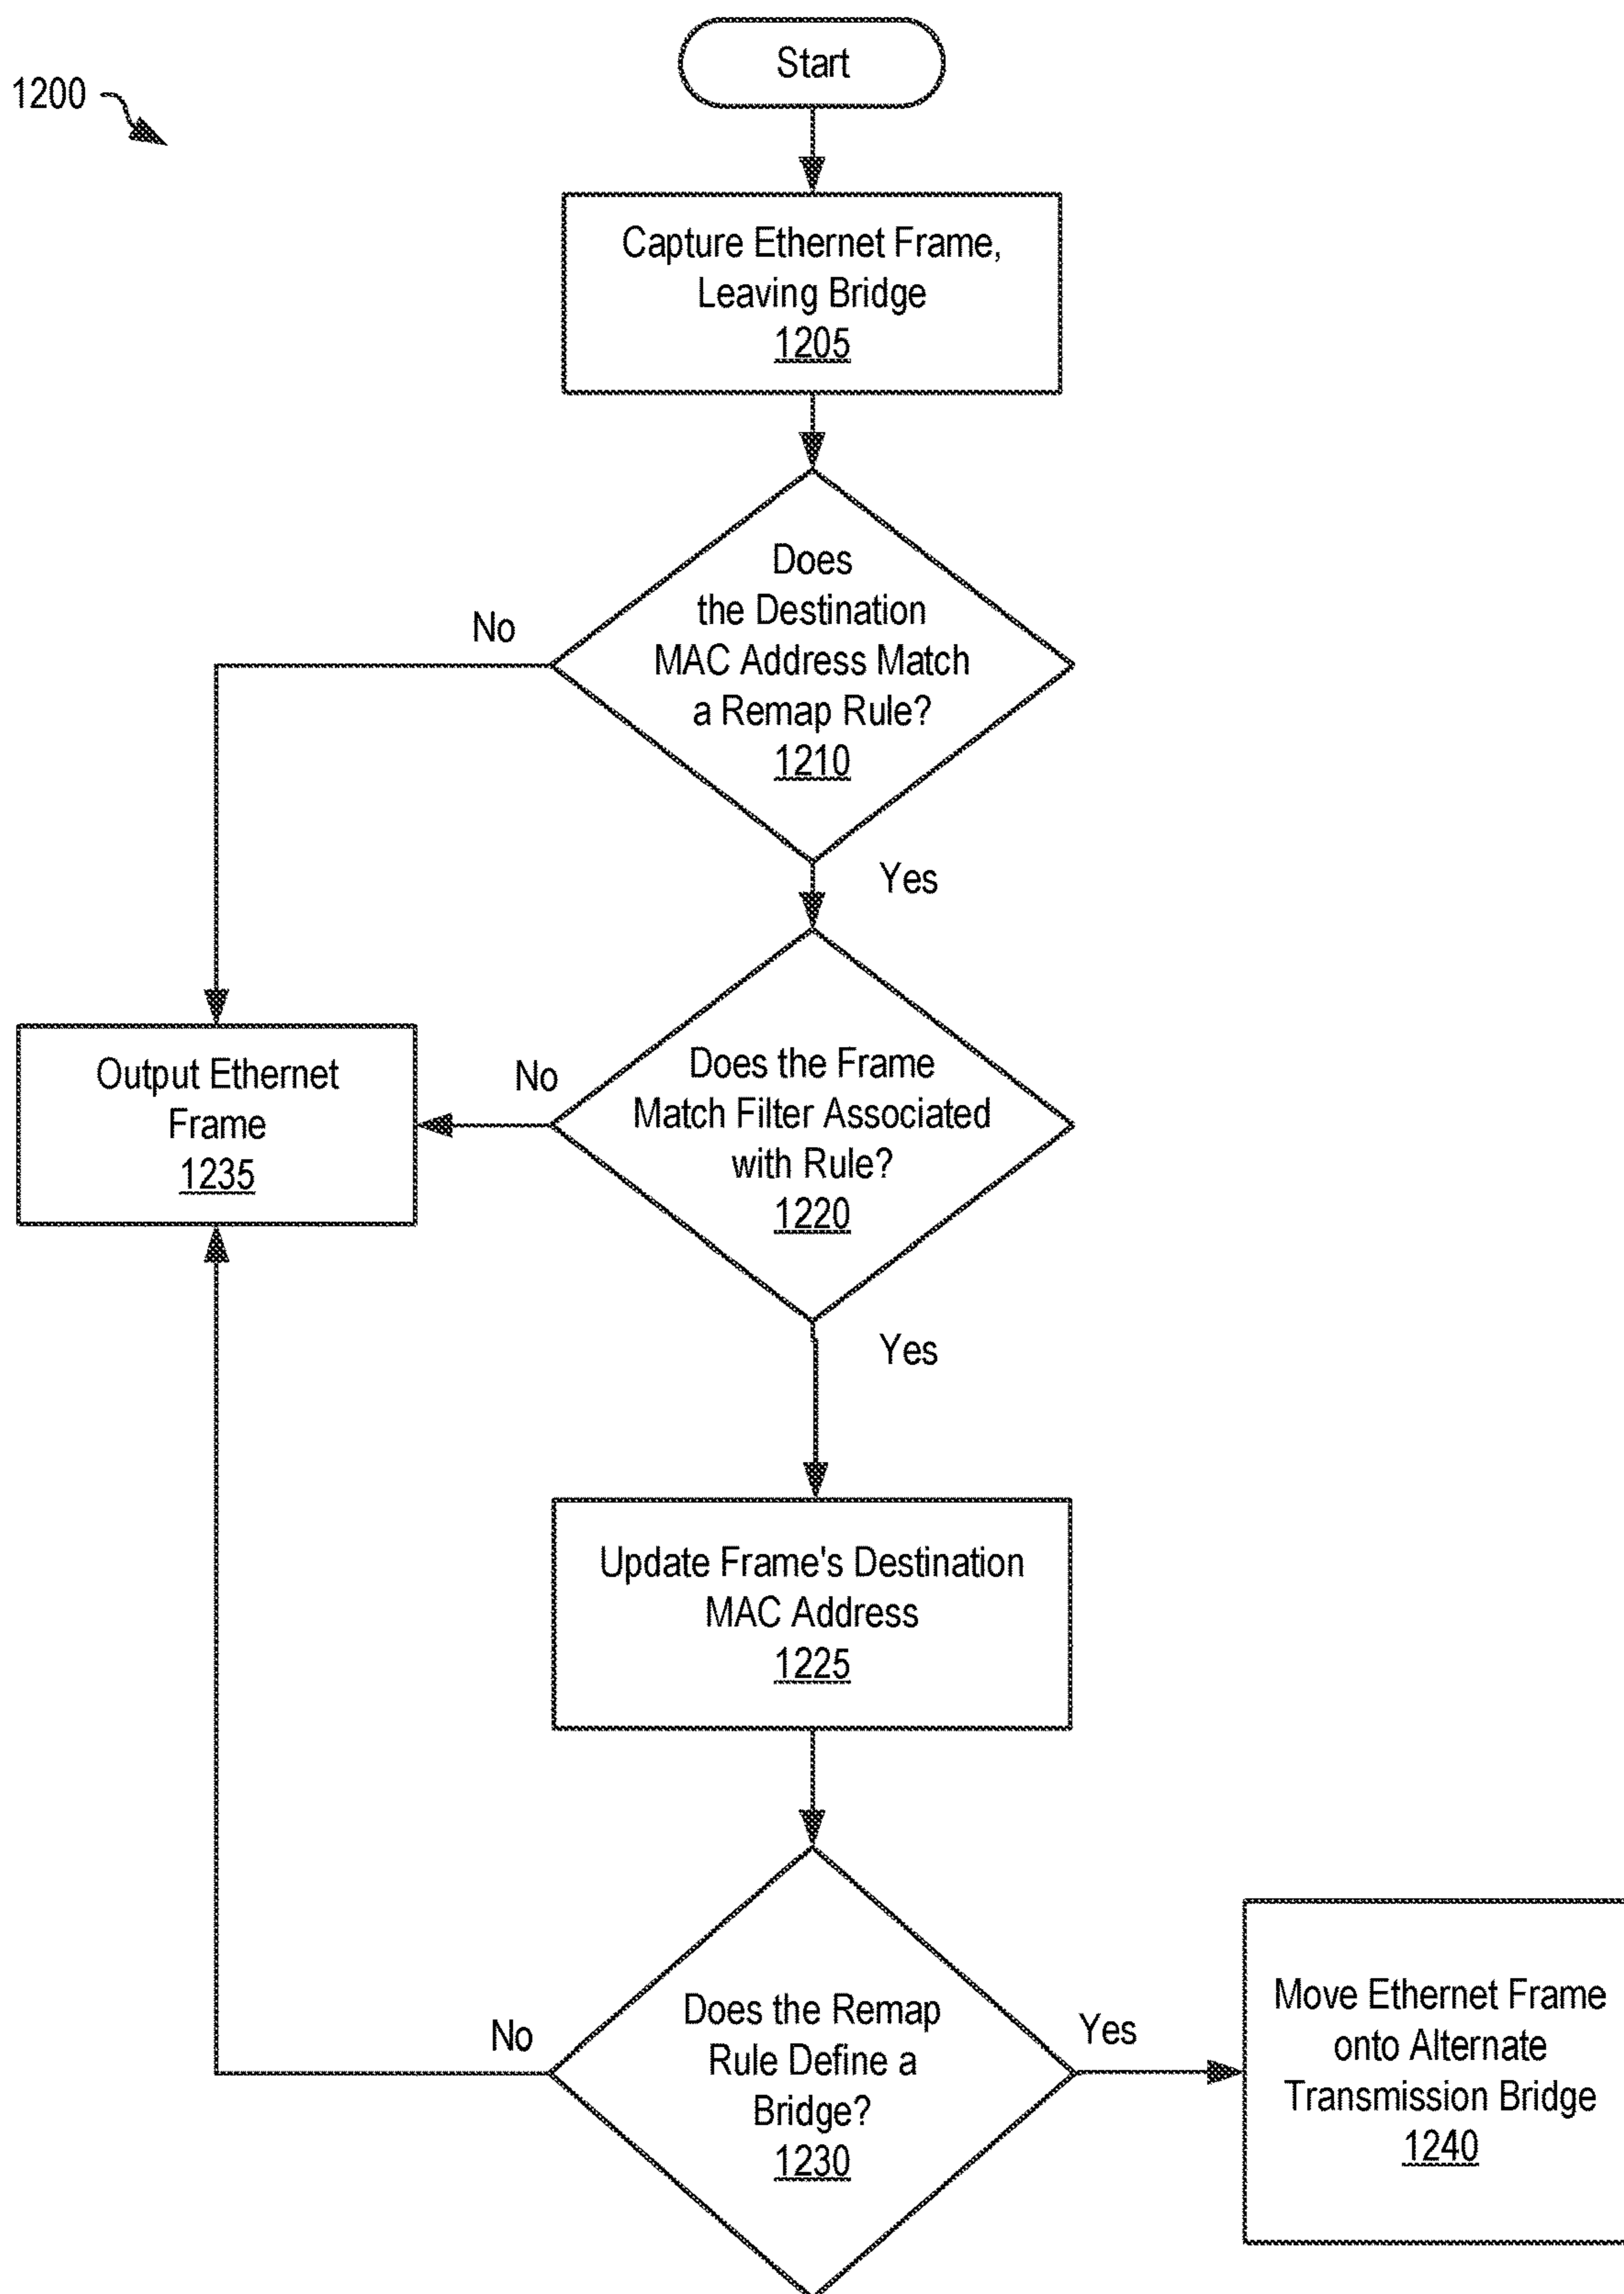 Start
1200
Capture Ethernet Frame,
Leaving Bridge
1205
Does
the Destination
MAC Address Match
a Remap Rule?
1210
No
Yes
Output Ethernet
Frame
1235
No
Does the Frame
Match Filter Associated
with Rule?
1220
Yes
Update Frame's Destination
MAC Address
1225
No
Does the Remap
Rule Define a
Bridge?
1230
Yes
Move Ethernet Frame
onto Alternate
Transmission Bridge
1240